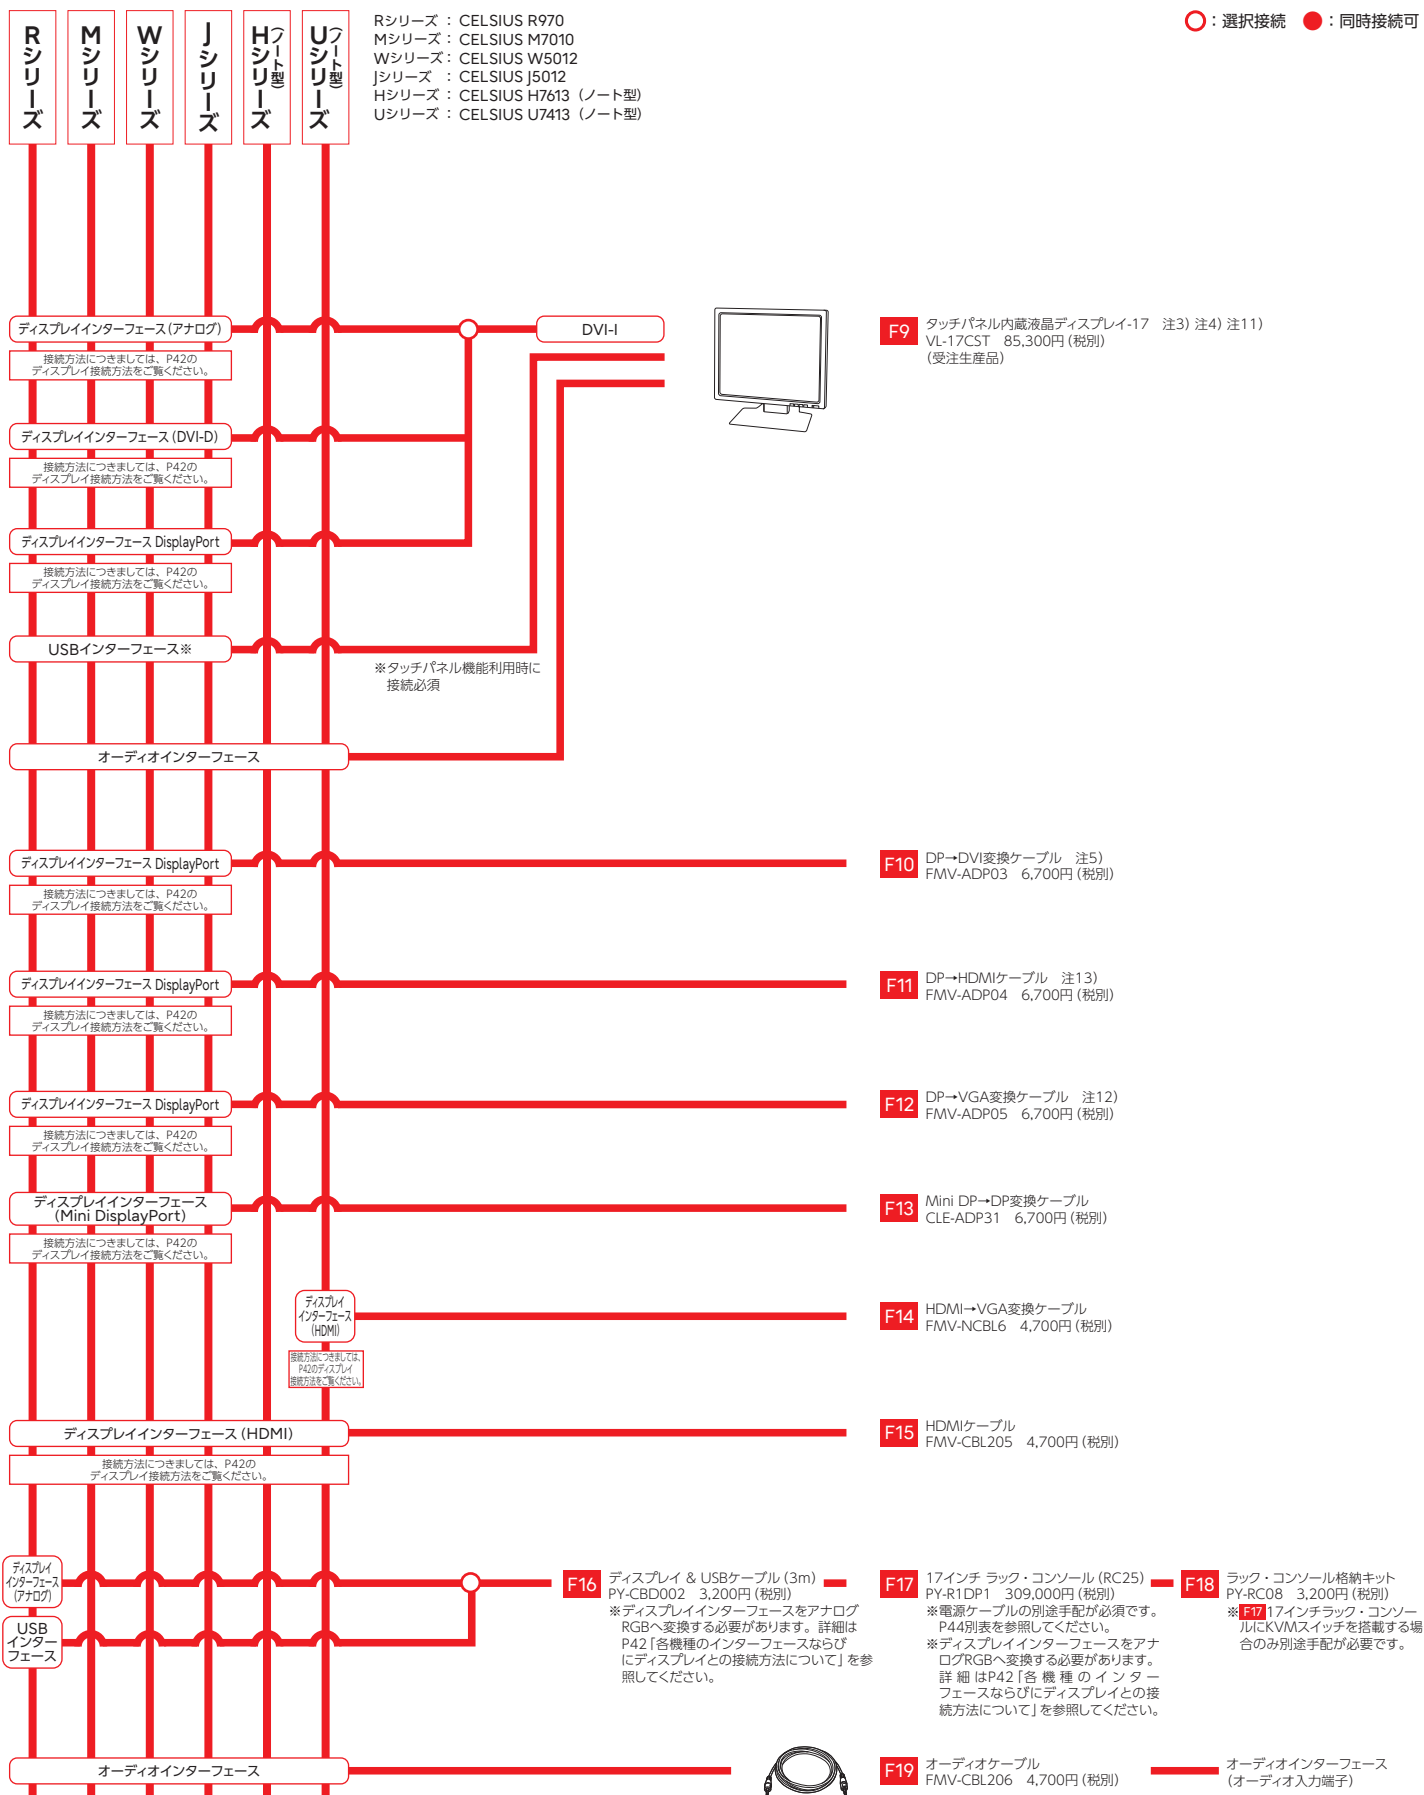 Rシリーズ
Mシリーズ
Wシリーズ
Jシリーズ
Hシリーズ(ノート型)
Uシリーズ(ノート型)
Rシリーズ : CELSIUS R970
Mシリーズ : CELSIUS M7010
Wシリーズ : CELSIUS W5012
Jシリーズ : CELSIUS J5012
Hシリーズ : CELSIUS H7613 (ノート型)
Uシリーズ : CELSIUS U7413 (ノート型)
○ : 選択接続 ● : 同時接続可
ディスプレイインターフェース(アナログ)
接続方法につきましては、P42の
ディスプレイ接続方法をご覧ください。
DVI-I
F9 タッチパネル内蔵液晶ディスプレイ-17 注3) 注4) 注11)
VL-17CST 85,300円(税別)
(受注生産品)
ディスプレイインターフェース(DVI-D)
接続方法につきましては、P42の
ディスプレイ接続方法をご覧ください。
ディスプレイインターフェース DisplayPort
接続方法につきましては、P42の
ディスプレイ接続方法をご覧ください。
USBインターフェース※
※タッチパネル機能利用時に
接続必須
オーディオインターフェース
ディスプレイインターフェース DisplayPort
接続方法につきましては、P42の
ディスプレイ接続方法をご覧ください。
F10 DP→DVI変換ケーブル 注5)
FMV-ADP03 6,700円(税別)
ディスプレイインターフェース DisplayPort
接続方法につきましては、P42の
ディスプレイ接続方法をご覧ください。
F11 DP→HDMIケーブル 注13)
FMV-ADP04 6,700円(税別)
ディスプレイインターフェース DisplayPort
接続方法につきましては、P42の
ディスプレイ接続方法をご覧ください。
F12 DP→VGA変換ケーブル 注12)
FMV-ADP05 6,700円(税別)
ディスプレイインターフェース
(Mini DisplayPort)
接続方法につきましては、P42の
ディスプレイ接続方法をご覧ください。
F13 Mini DP→DP変換ケーブル
CLE-ADP31 6,700円(税別)
ディスプレイ
インターフェース
(HDMI)
接続方法につきましては、
P42のディスプレイ
接続方法をご覧ください。
F14 HDMI→VGA変換ケーブル
FMV-NCBL6 4,700円(税別)
ディスプレイインターフェース(HDMI)
接続方法につきましては、P42の
ディスプレイ接続方法をご覧ください。
F15 HDMIケーブル
FMV-CBL205 4,700円(税別)
ディスプレイ
インターフェース
(アナログ)
USB
インター
フェース
F16 ディスプレイ & USBケーブル(3m)
PY-CBD002 3,200円(税別)
※ディスプレイインターフェースをアナログ
RGBへ変換する必要があります。詳細は
P42「各機種のインターフェースならび
にディスプレイとの接続方法について」を参
照してください。
F17 17インチ ラック・コンソール(RC25)
PY-R1DP1 309,000円(税別)
※電源ケーブルの別途手配が必須です。
P44別表を参照してください。
※ディスプレイインターフェースをアナ
ログRGBへ変換する必要があります。
詳細はP42「各機種のインター
フェースならびにディスプレイとの接
続方法について」を参照してください。
F18 ラック・コンソール格納キット
PY-RC08 3,200円(税別)
※ F17 17インチラック・コンソー
ルにKVMスイッチを搭載する場
合のみ別途手配が必要です。
オーディオインターフェース
F19 オーディオケーブル
FMV-CBL206 4,700円(税別)
オーディオインターフェース
(オーディオ入力端子)